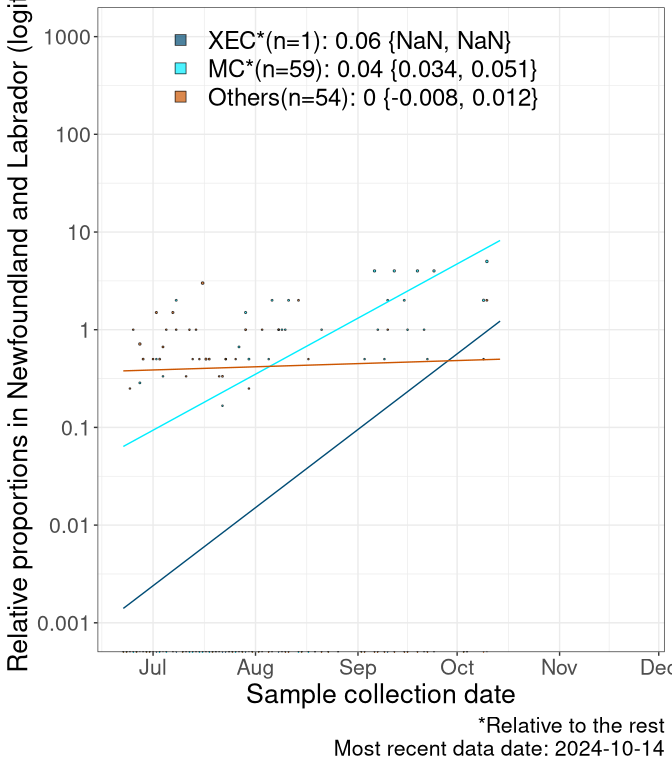 Relative proportions in Newfoundland and Labrador (logit
XEC*(n=1): 0.06 {NaN, NaN}
MC*(n=59): 0.04 {0.034, 0.051}
Others(n=54): 0 {-0.008, 0.012}
1000
100
10
1
0.1
0.01
0.001
Jul Aug Sep Oct Nov Dec
Sample collection date
*Relative to the rest
Most recent data date: 2024-10-14